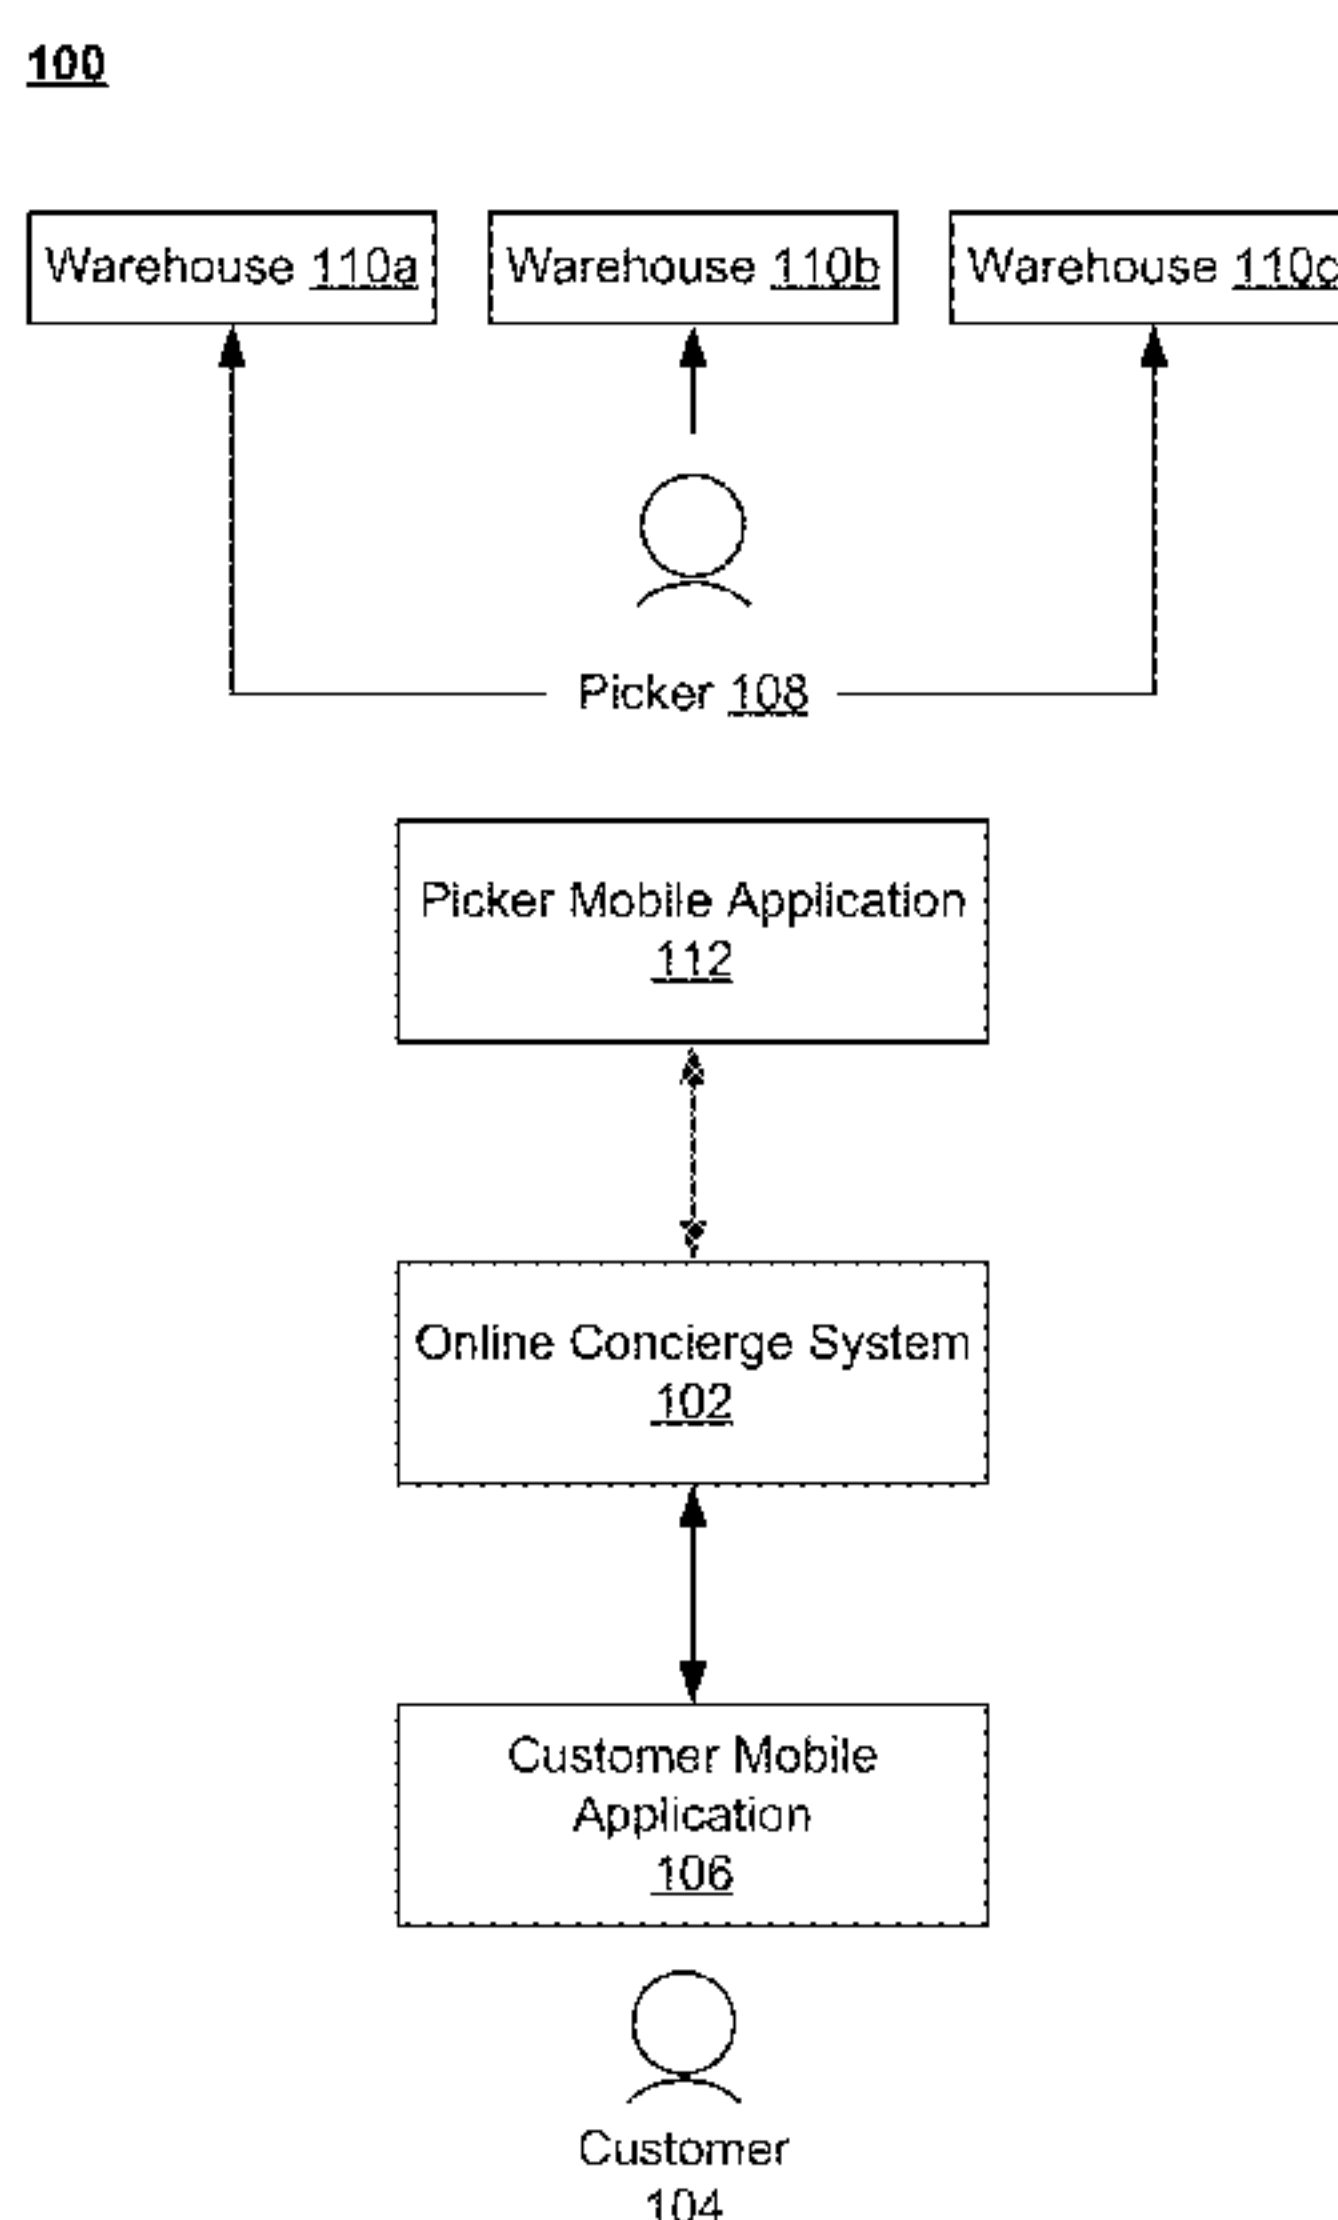 100
Warehouse 110a
Warehouse 110b
Warehouse 110c
Picker 108
Picker Mobile Application
112
Online Concierge System
102
Customer Mobile
Application
106
Customer
104